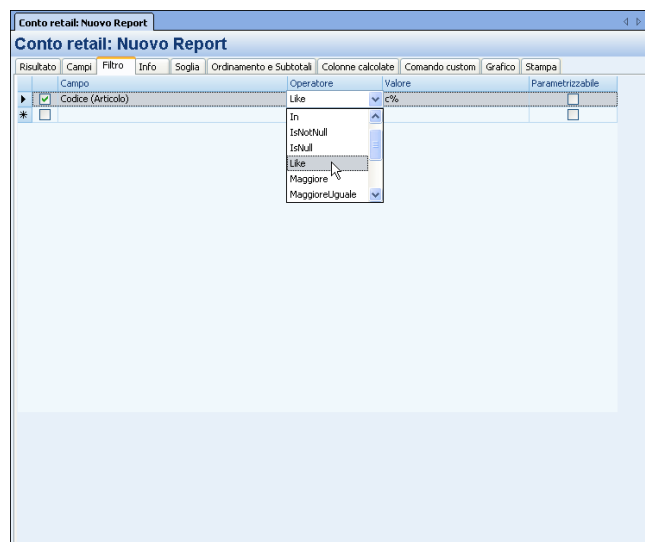 Conto retail: Nuovo Report
Conto retail: Nuovo Report
Risultato Campi Filtro Info Soglia Ordinamento e Subtotali Colonne calcolate Comando custom Grafico Stampa
Campo Operatore Valore Parametrizzabile
Codice (Articolo) Like c%
In
IsNotNull
IsNull
Like
Maggiore
MaggioreUguale